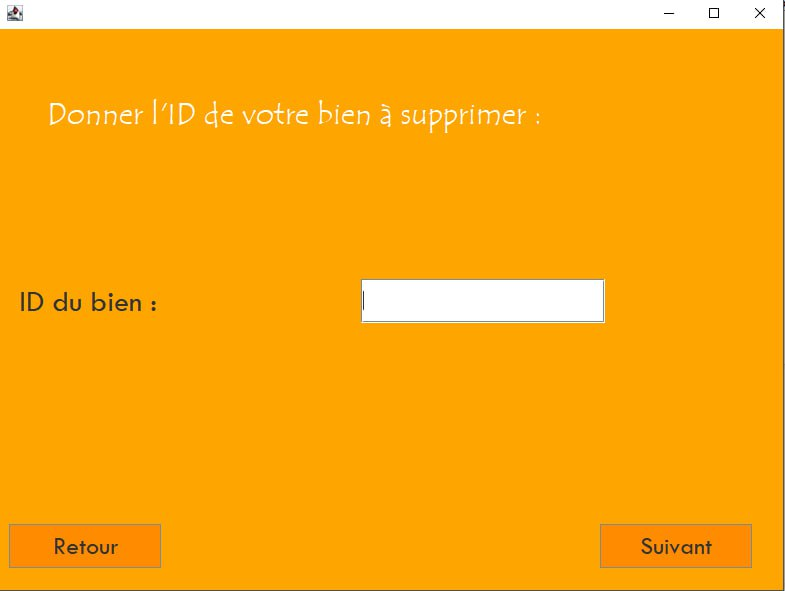 Donner l'ID de votre bien à supprimer :
ID du bien :
Retour
Suivant